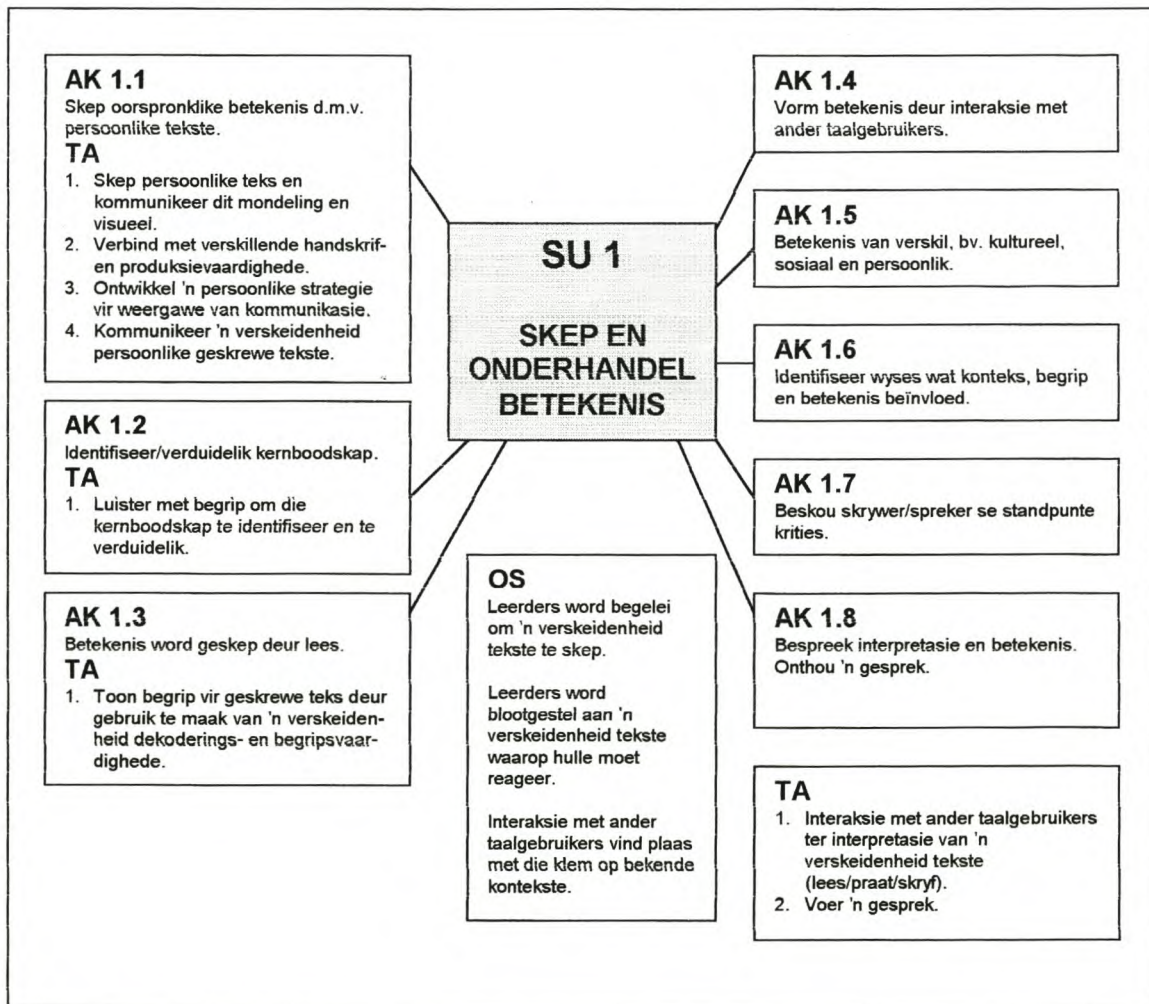 AK 1.1
Skep oorspronklike betekenis d.m.v.
persoonlike tekste.
TA
1. Skep persoonlike teks en
kommunikeer dit mondeling en
visueel.
2. Verbind met verskillende handskrif-
en produksievaardighede.
3. Ontwikkel 'n persoonlike strategie
vir weergawe van kommunikasie.
4. Kommunikeer 'n verskeidenheid
persoonlike geskrewe tekste.
AK 1.2
Identifiseer/verduidelik kernboodskap.
TA
1. Luister met begrip om die
kernboodskap te identifiseer en te
verduidelik.
AK 1.3
Betekenis word geskep deur lees.
TA
1. Toon begrip vir geskrewe teks deur
gebruik te maak van 'n verskeiden-
heid dekoderings- en begripsvaar-
dighede.
SU 1
SKEP EN
ONDERHANDEL
BETEKENIS
OS
Leerders word begelei
om 'n verskeidenheid
tekste te skep.
Leerders word
blootgestel aan 'n
verskeidenheid tekste
waarop hulle moet
reageer.
Interaksie met ander
taalgebruikers vind plaas
met die klem op bekende
kontekste.
AK 1.4
Vorm betekenis deur interaksie met
ander taalgebruikers.
AK 1.5
Betekenis van verskil, bv. kultureel,
sosiaal en persoonlik.
AK 1.6
Identifiseer wyses wat konteks, begrip
en betekenis beïnvloed.
AK 1.7
Beskou skrywer/spreker se standpunte
krities.
AK 1.8
Bespreek interpretasie en betekenis.
Onthou 'n gesprek.
TA
1. Interaksie met ander taalgebruikers
ter interpretasie van 'n
verskeidenheid tekste
(lees/praat/skryf).
2. Voer 'n gesprek.